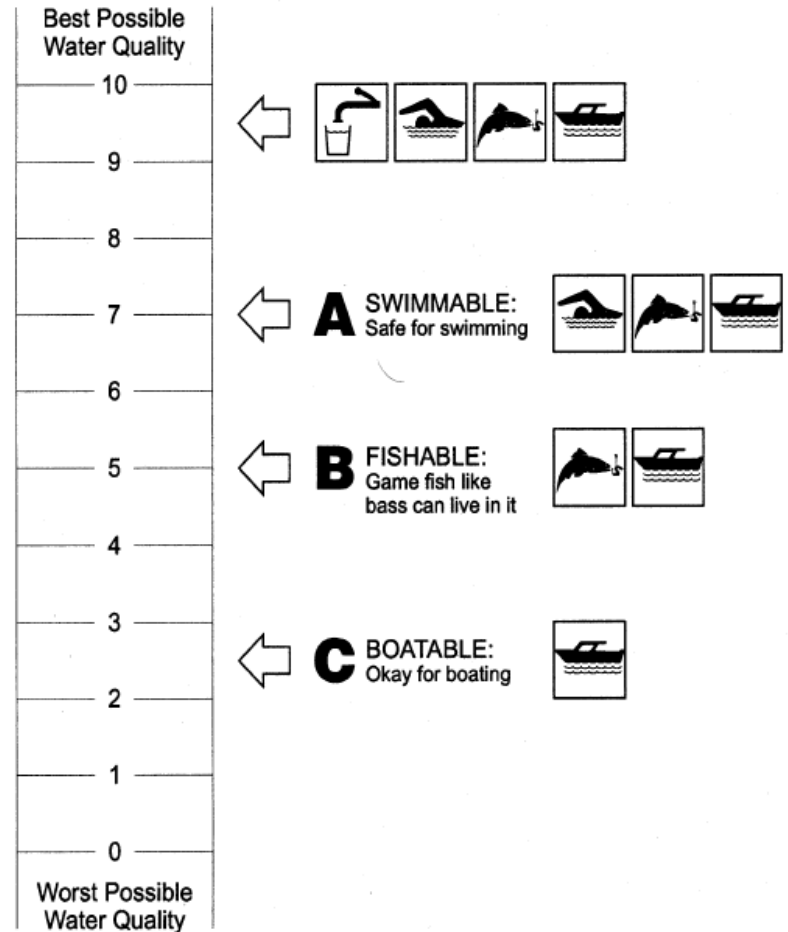 Best Possible
Water Quality
10
9
8
7
A SWIMMABLE:
Safe for swimming
6
5
B FISHABLE:
Game fish like
bass can live in it
4
3
C BOATABLE:
Okay for boating
2
1
0
Worst Possible
Water Quality